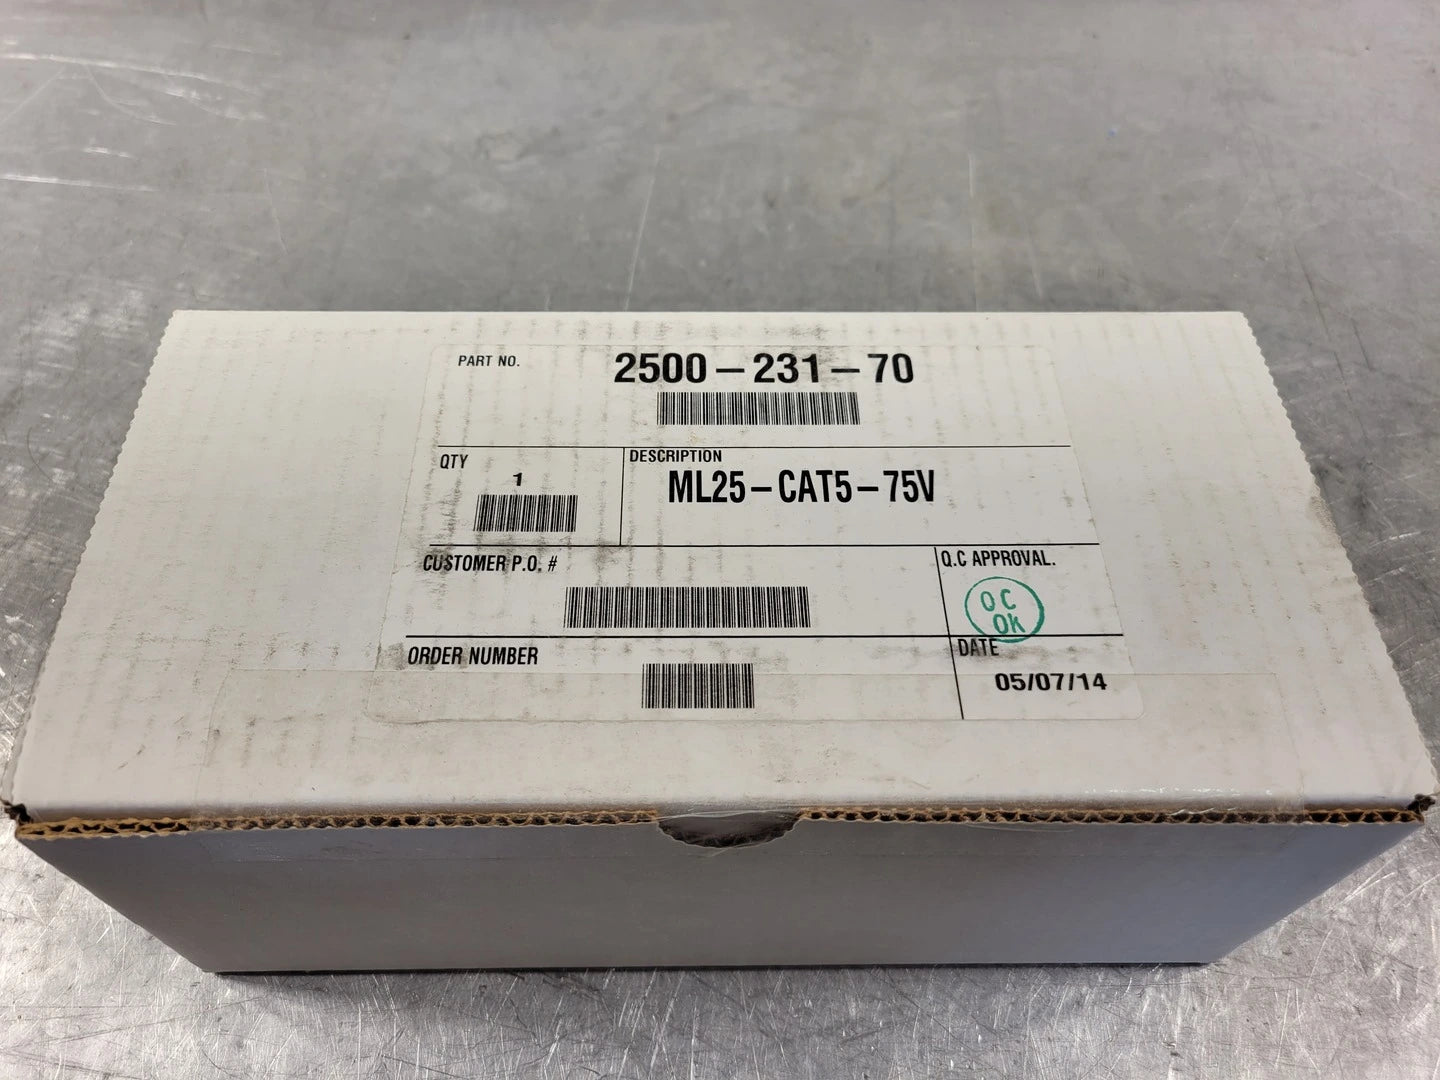 PART NO. 2500-231-70
QTY
1
DESCRIPTION
ML25-CAT5-75V
CUSTOMER P.O. #
Q.C APPROVAL.
QC
OK
ORDER NUMBER
DATE
05/07/14